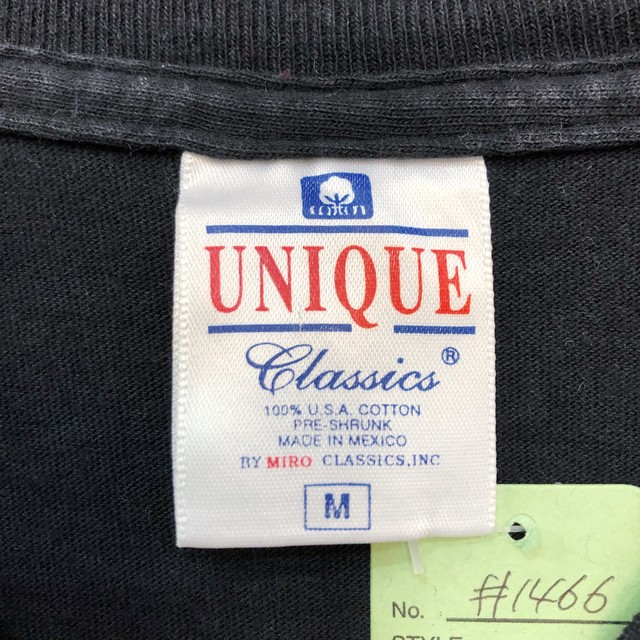 COTTON
UNIQUE
Classics®
100% U.S.A. COTTON
PRE-SHRUNK
MADE IN MEXICO
BY MIRO CLASSICS, INC
M
No. #1466
STYLE